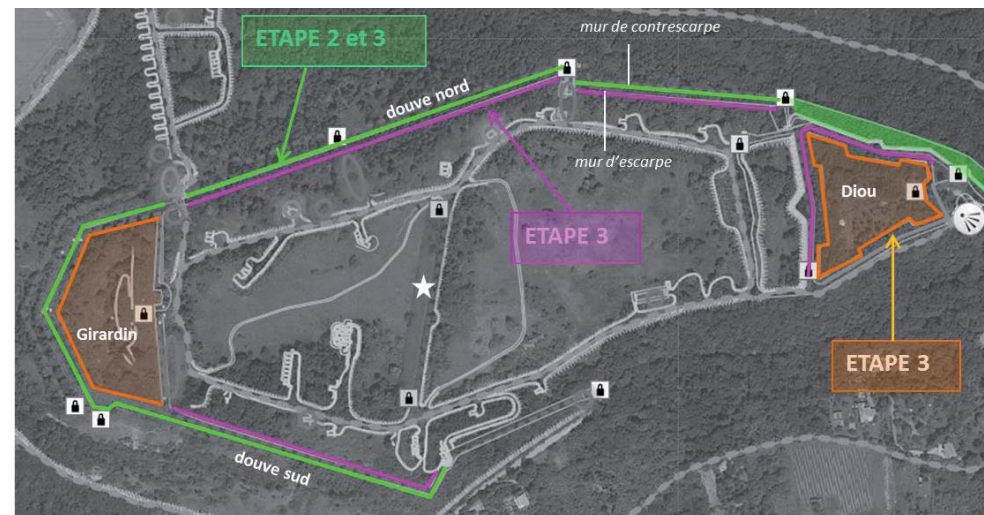 mur de contrescarpe
ETAPE 2 et 3
douve nord
mur d'escarpe
Diou
ETAPE 3
Girardin
ETAPE 3
douve sud